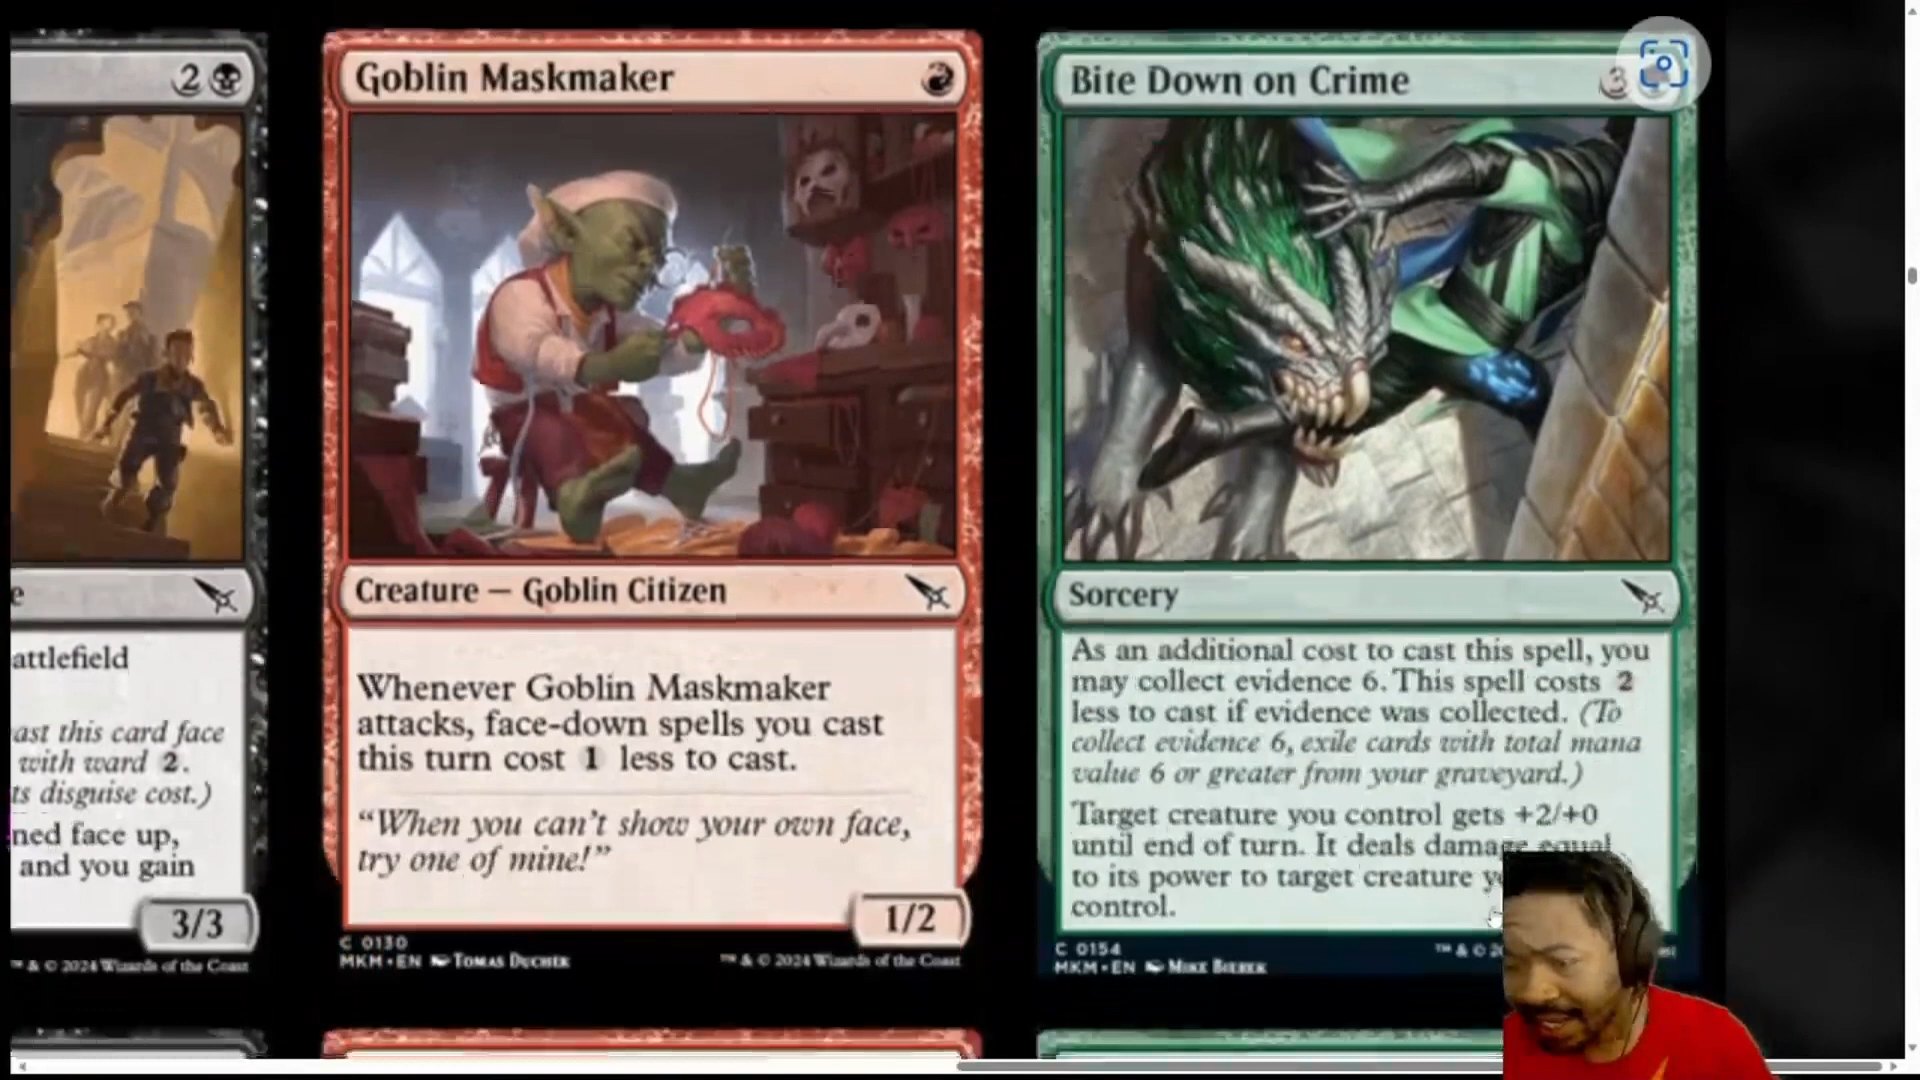 2
e
attlefield
ast this card face
with ward 2.
ts disguise cost.)
ned face up,
and you gain
3/3
™ & © 2024 Wizards of the Coast
Goblin Maskmaker
Creature — Goblin Citizen
Whenever Goblin Maskmaker
attacks, face-down spells you cast
this turn cost 1 less to cast.
“When you can’t show your own face,
try one of mine!”
1/2
C 0130
MKM • EN Tomas Duchek
™ & © 2024 Wizards of the Coast
Bite Down on Crime
3
Sorcery
As an additional cost to cast this spell, you
may collect evidence 6. This spell costs 2
less to cast if evidence was collected. (To
collect evidence 6, exile cards with total mana
value 6 or greater from your graveyard.)
Target creature you control gets +2/+0
until end of turn. It deals damage equal
to its power to target creature
control.
C 0154
MKM • EN
™ & © 20